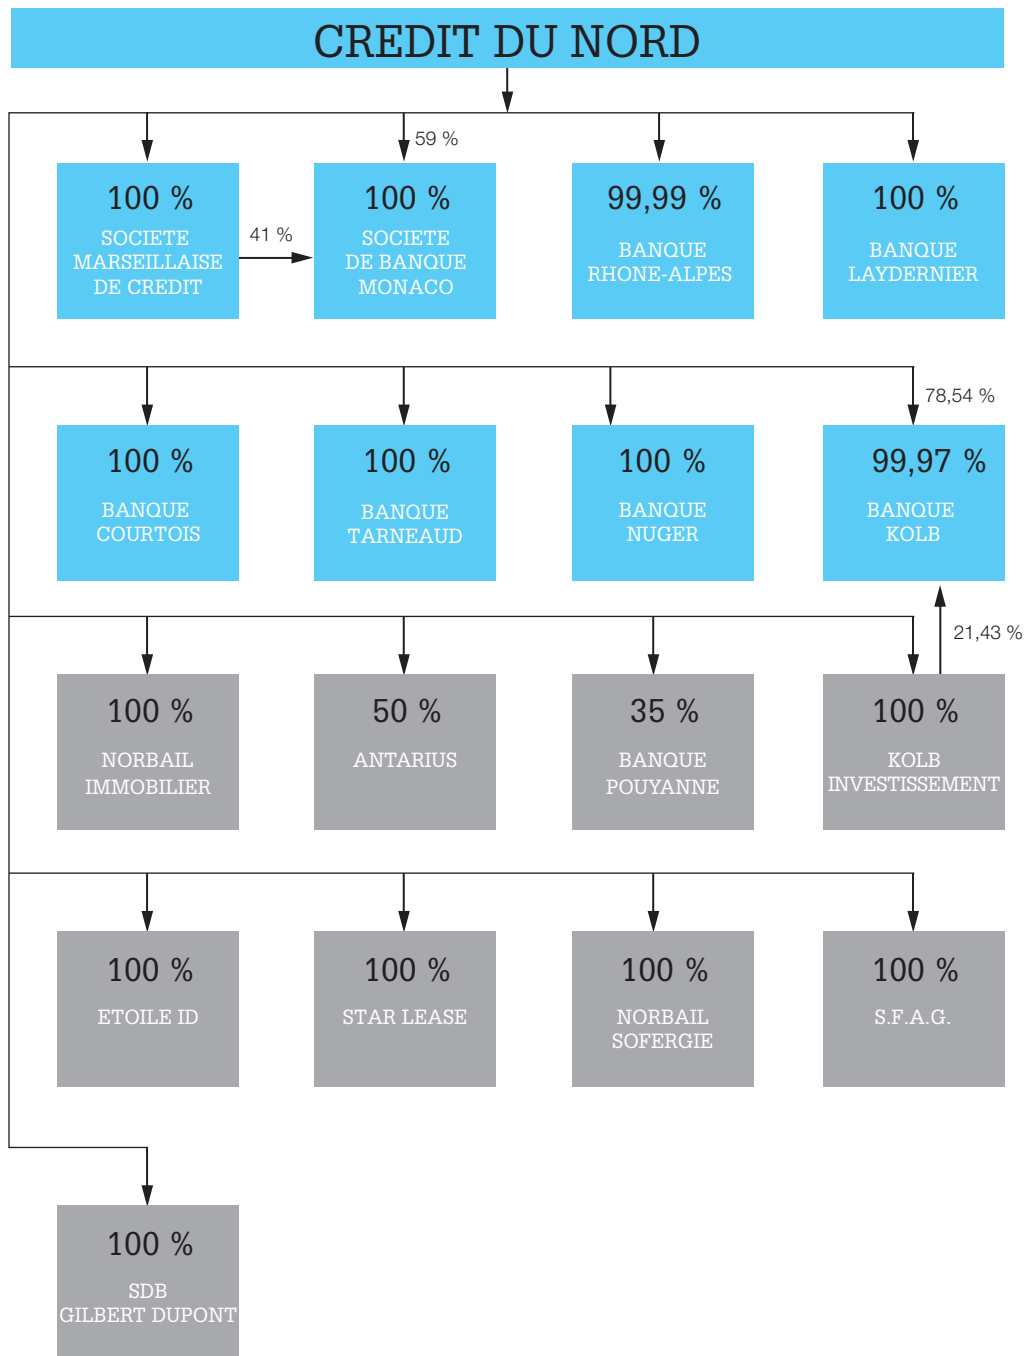 CREDIT DU NORD
59 %
100 %
SOCIETE
MARSEILLAISE
DE CREDIT
41 %
100 %
SOCIETE
DE BANQUE
MONACO
99,99 %
BANQUE
RHONE-ALPES
100 %
BANQUE
LAYDERNIER
78,54 %
100 %
BANQUE
COURTOIS
100 %
BANQUE
TARNEAUD
100 %
BANQUE
NUGER
99,97 %
BANQUE
KOLB
21,43 %
100 %
NORBAIL
IMMOBILIER
50 %
ANTARIUS
35 %
BANQUE
POUYANNE
100 %
KOLB
INVESTISSEMENT
100 %
ETOILE ID
100 %
STAR LEASE
100 %
NORBAIL
SOFERGIE
100 %
S.F.A.G.
100 %
SDB
GILBERT DUPONT